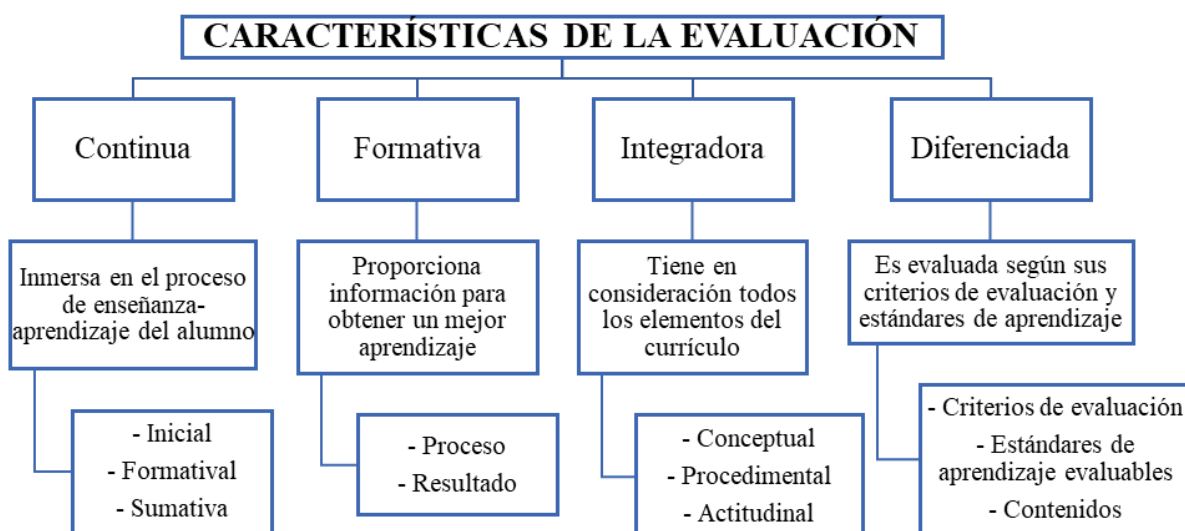 CARACTERÍSTICAS DE LA EVALUACIÓN
Continua
Formativa
Integradora
Diferenciada
Inmersa en el proceso
de enseñanza-
aprendizaje del alumno
Proporciona
información para
obtener un mejor
aprendizaje
Tiene en
consideración todos
los elementos del
currículo
Es evaluada según sus
criterios de evaluación y
estándares de aprendizaje
- Inicial
- Formatival
- Sumativa
- Proceso
- Resultado
- Conceptual
- Procedimental
- Actitudinal
- Criterios de evaluación
- Estándares de
aprendizaje evaluables
- Contenidos